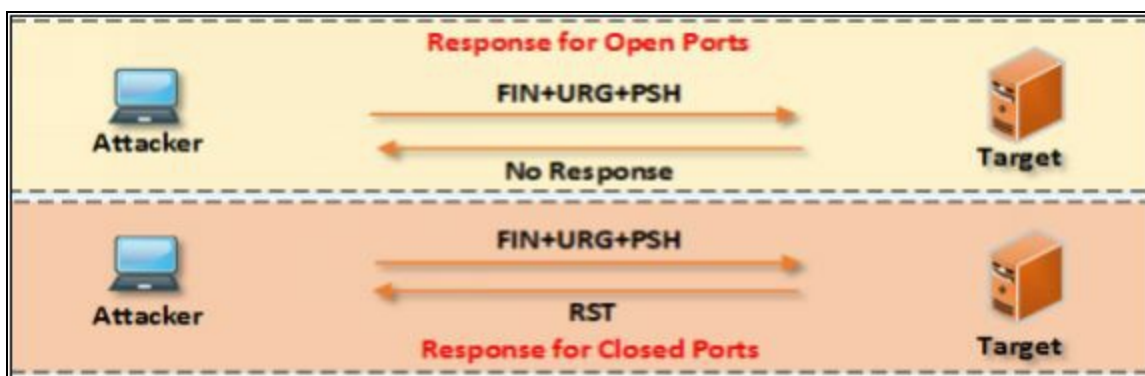 Response for Open Ports
FIN+URG+PSH
Attacker
No Response
Target
FIN+URG+PSH
Attacker
RST
Target
Response for Closed Ports